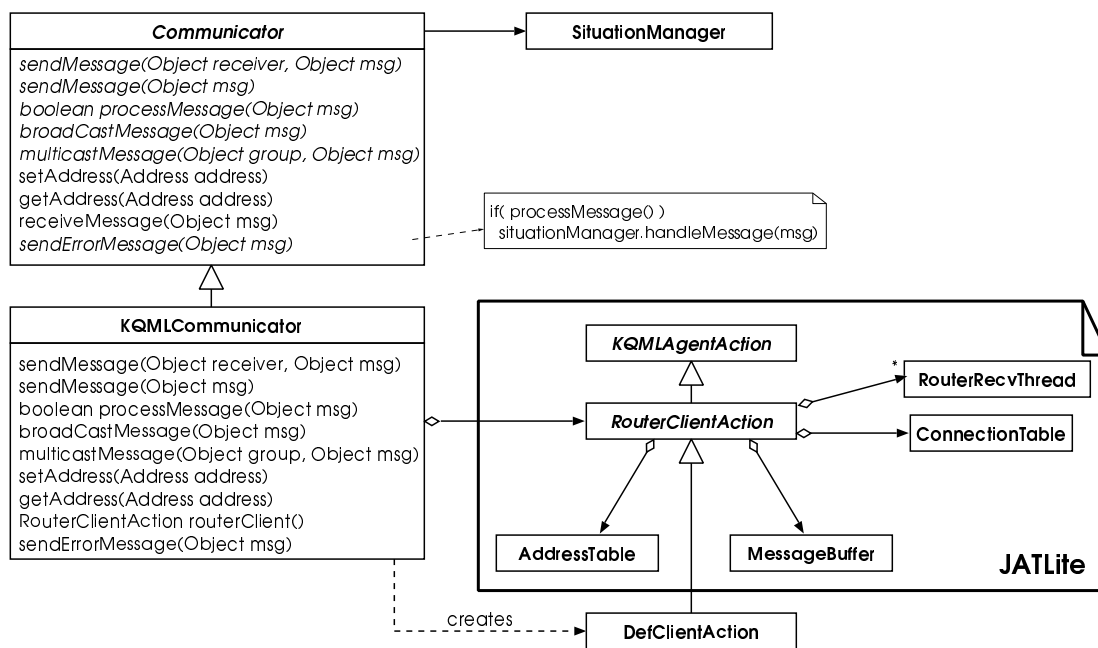 Communicator
SituationManager
sendMessage(Object receiver, Object msg)
sendMessage(Object msg)
boolean processMessage(Object msg)
broadCastMessage(Object msg)
multicastMessage(Object group, Object msg)
setAddress(Address address)
getAddress(Address address)
receiveMessage(Object msg)
sendErrorMessage(Object msg)
if( processMessage() )
situationManager.handleMessage(msg)
KQMLCommunicator
sendMessage(Object receiver, Object msg)
sendMessage(Object msg)
boolean processMessage(Object msg)
broadCastMessage(Object msg)
multicastMessage(Object group, Object msg)
setAddress(Address address)
getAddress(Address address)
RouterClientAction routerClient()
sendErrorMessage(Object msg)
KQMLAgentAction
*
RouterRecvThread
RouterClientAction
ConnectionTable
AddressTable
MessageBuffer
JATLite
creates
DefClientAction